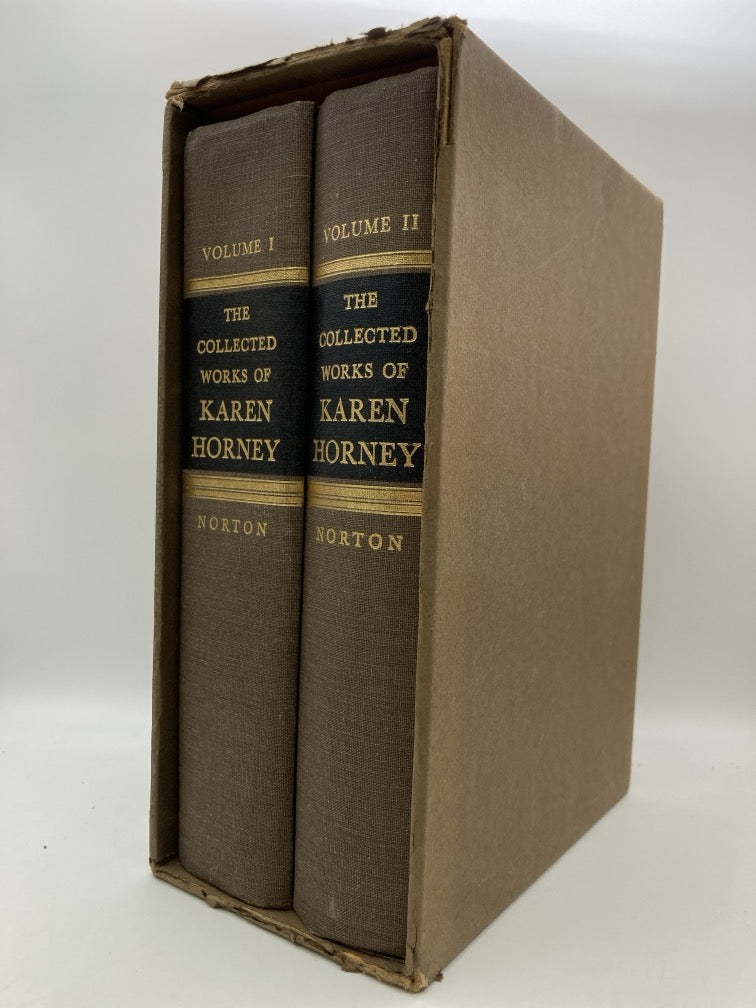 VOLUME I
THE
COLLECTED
WORKS OF
KAREN
HORNEY
NORTON
VOLUME II
THE
COLLECTED
WORKS OF
KAREN
HORNEY
NORTON